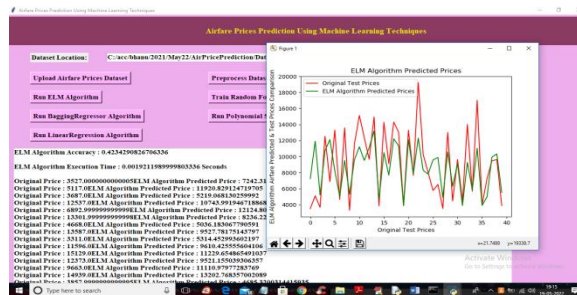 Airfare Prices Prediction Using Machine Learning Techniques
Airfare Prices Prediction Using Machine Learning Techniques
Dataset Location:
Upload Airfare Prices Dataset
Preprocess Datas
Run ELM Algorithm
Train Random Fo
Run BaggingRegressor Algorithm
Run Polynomial S
Run LinearRegression Algorithm
ELM Algorithm Accuracy : 0.4234290826706336
ELM Algorithm Execution Time : 0.0019211989999803336 Seconds
Original Price : 3527.0000000000005ELM Algorithm Predicted Price : 7242.31
Original Price : 5117.0ELM Algorithm Predicted Price : 11920.829124719705
Original Price : 3687.0ELM Algorithm Predicted Price : 5219.068130259992
Original Price : 12537.0ELM Algorithm Predicted Price : 10743.991946718868
Original Price : 6892.999999999999ELM Algorithm Predicted Price : 12124.80
Original Price : 13301.999999999998ELM Algorithm Predicted Price : 8236.22
Original Price : 4668.0ELM Algorithm Predicted Price : 5036.183067790591
Original Price : 13587.0ELM Algorithm Predicted Price : 9527.78175143797
Original Price : 3311.0ELM Algorithm Predicted Price : 5314.452993602197
Original Price : 11596.0ELM Algorithm Predicted Price : 9610.425555604106
Original Price : 15129.0ELM Algorithm Predicted Price : 11229.654865491037
Original Price : 12373.0ELM Algorithm Predicted Price : 9521.155039306357
Original Price : 9663.0ELM Algorithm Predicted Price : 11110.97977283769
Original Price : 14939.0ELM Algorithm Predicted Price : 13202.768357002089
Figure 1
ELM Algorithm Predicted Prices
Original Test Prices
ELM Algorithm Predicted Prices
ELM Algorithm Airfare Predicted & Test Prices Comparison
20000
18000
16000
14000
12000
10000
8000
6000
4000
0 5 10 15 20 25 30 35 40
Original Test Prices
x=21.7488 y=19228.7
Activate Windows
Type here to search
19:15